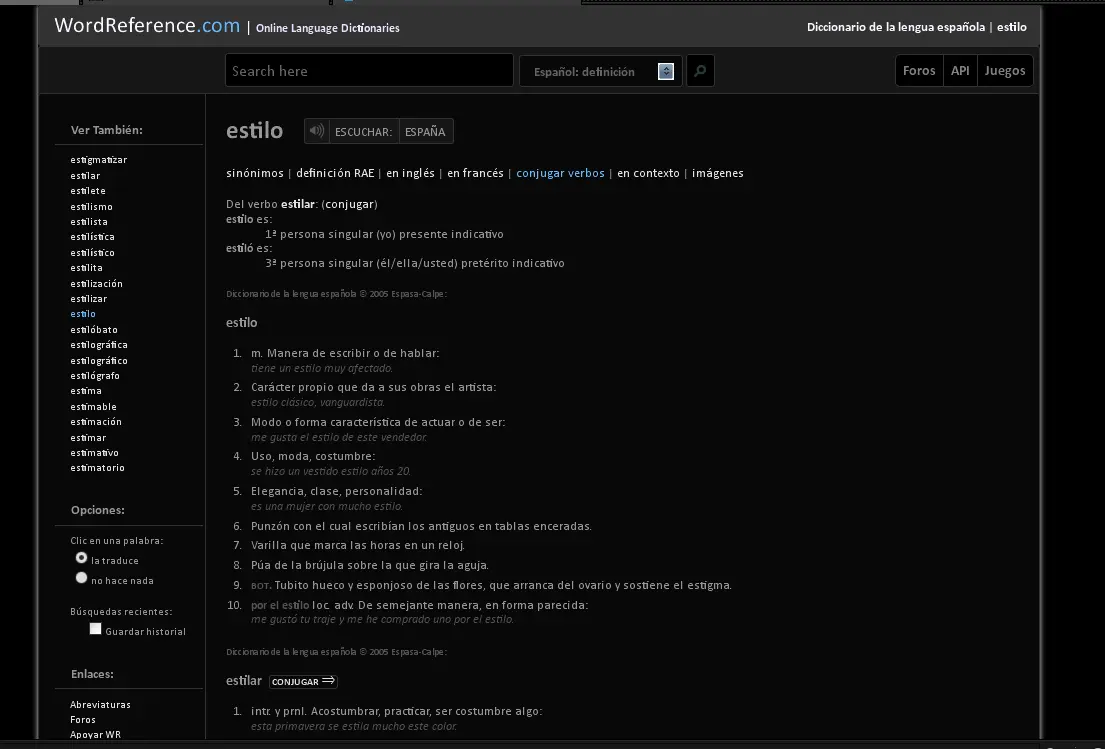 WordReference.com | Online Language Dictionaries
Diccionario de la lengua española | estilo
Search here
Español: definición
Foros
API
Juegos
Ver También:
estigmatizar
estilar
estilete
estilismo
estilista
estilística
estilístico
estilita
estilización
estilizar
estilo
estilóbato
estilográfica
estilográfico
estilógrafo
estima
estimable
estimación
estimar
estimativo
estimatorio
Opciones:
Clic en una palabra:
la traduce
no hace nada
Búsquedas recientes:
Guardar historial
Enlaces:
Abreviaturas
Foros
Apoyar WR
estilo
ESCUCHAR:
ESPAÑA
sinónimos | definición RAE | en inglés | en francés | conjugar verbos | en contexto | imágenes
Del verbo estilar: (conjugar)
estilo es:
1ª persona singular (yo) presente indicativo
estiló es:
3ª persona singular (él/ella/usted) pretérito indicativo
Diccionario de la lengua española © 2005 Espasa-Calpe:
estilo
1. m. Manera de escribir o de hablar:
tiene un estilo muy afectado.
2. Carácter propio que da a sus obras el artista:
estilo clásico, vanguardista.
3. Modo o forma característica de actuar o de ser:
me gusta el estilo de este vendedor.
4. Uso, moda, costumbre:
se hizo un vestido estilo años 20.
5. Elegancia, clase, personalidad:
es una mujer con mucho estilo.
6. Punzón con el cual escribían los antiguos en tablas enceradas.
7. Varilla que marca las horas en un reloj.
8. Púa de la brújula sobre la que gira la aguja.
9. BOT. Tubito hueco y esponjoso de las flores, que arranca del ovario y sostiene el estigma.
10. por el estilo loc. adv. De semejante manera, en forma parecida:
me gustó tu traje y me he comprado uno por el estilo.
Diccionario de la lengua española © 2005 Espasa-Calpe:
estilar CONJUGAR ⇒
1. intr. y prnl. Acostumbrar, practicar, ser costumbre algo:
esta primavera se estila mucho este color.